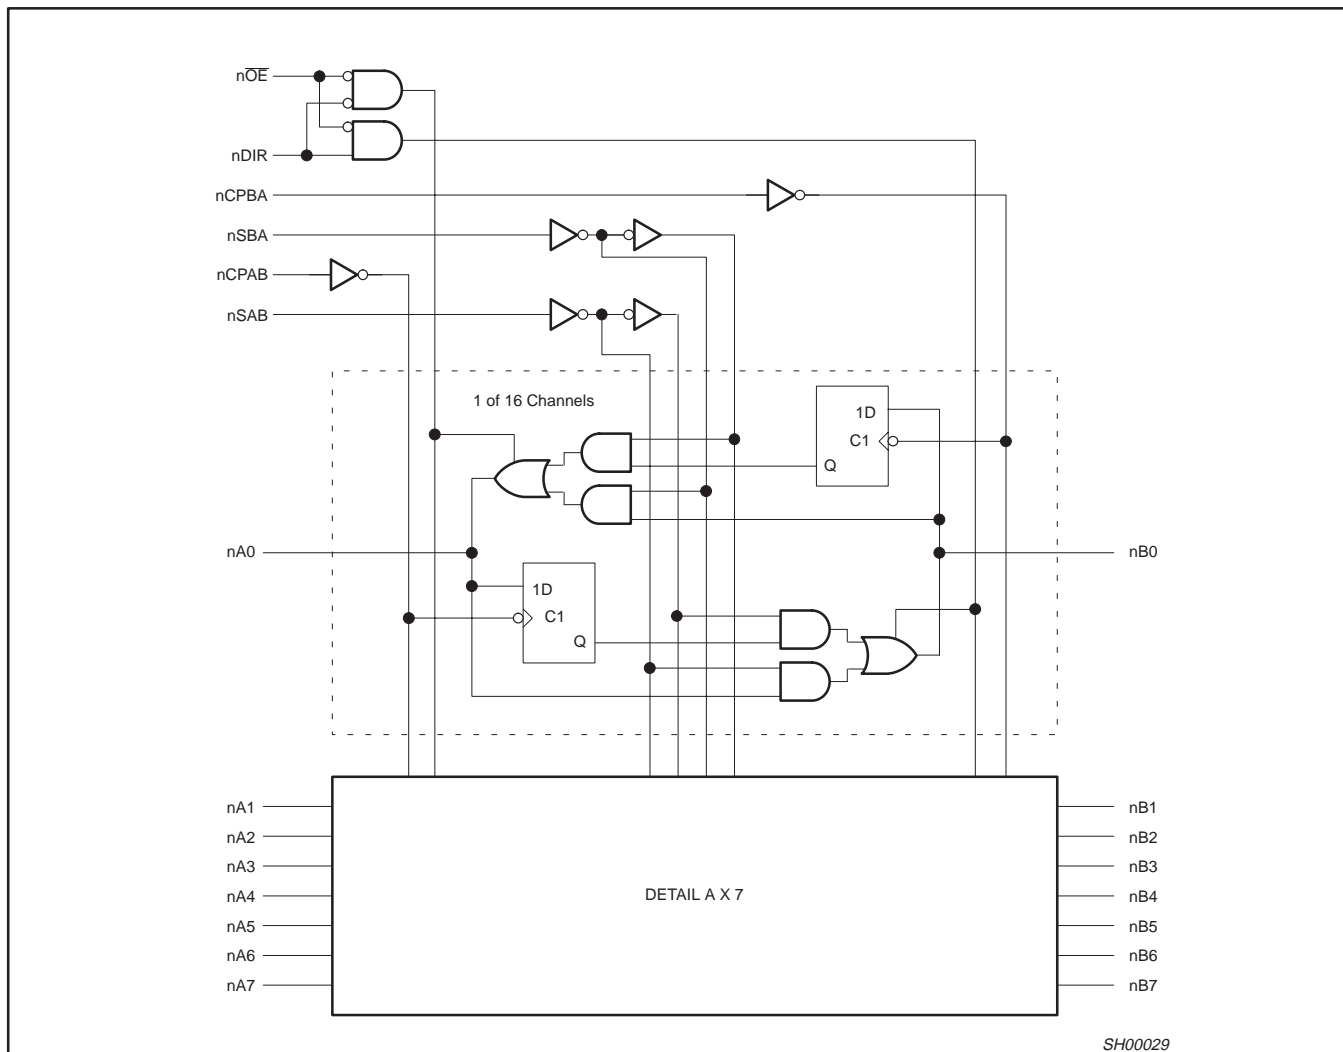 nO̅E̅
nDIR
nCPBA
nSBA
nCPAB
nSAB
1 of 16 Channels
1D
C1
Q
nA0
nB0
1D
C1
Q
nA1
nB1
nA2
nB2
nA3
nB3
nA4
DETAIL A X 7
nB4
nA5
nB5
nA6
nB6
nA7
nB7
SH00029